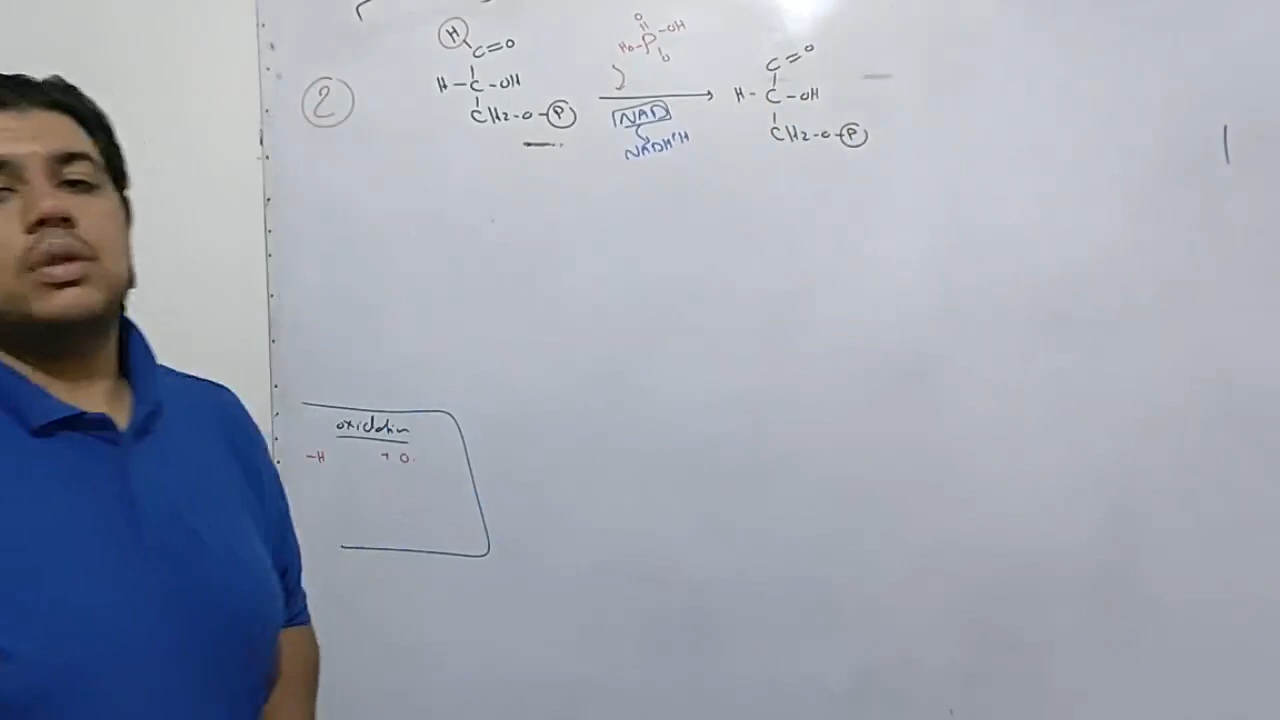 H
C=O
H-C-OH
CH2-O-P
2
O
HO-P-OH
NAD
NADH+H
C=O
H-C-OH
CH2-O-P
oxidation
-H +O